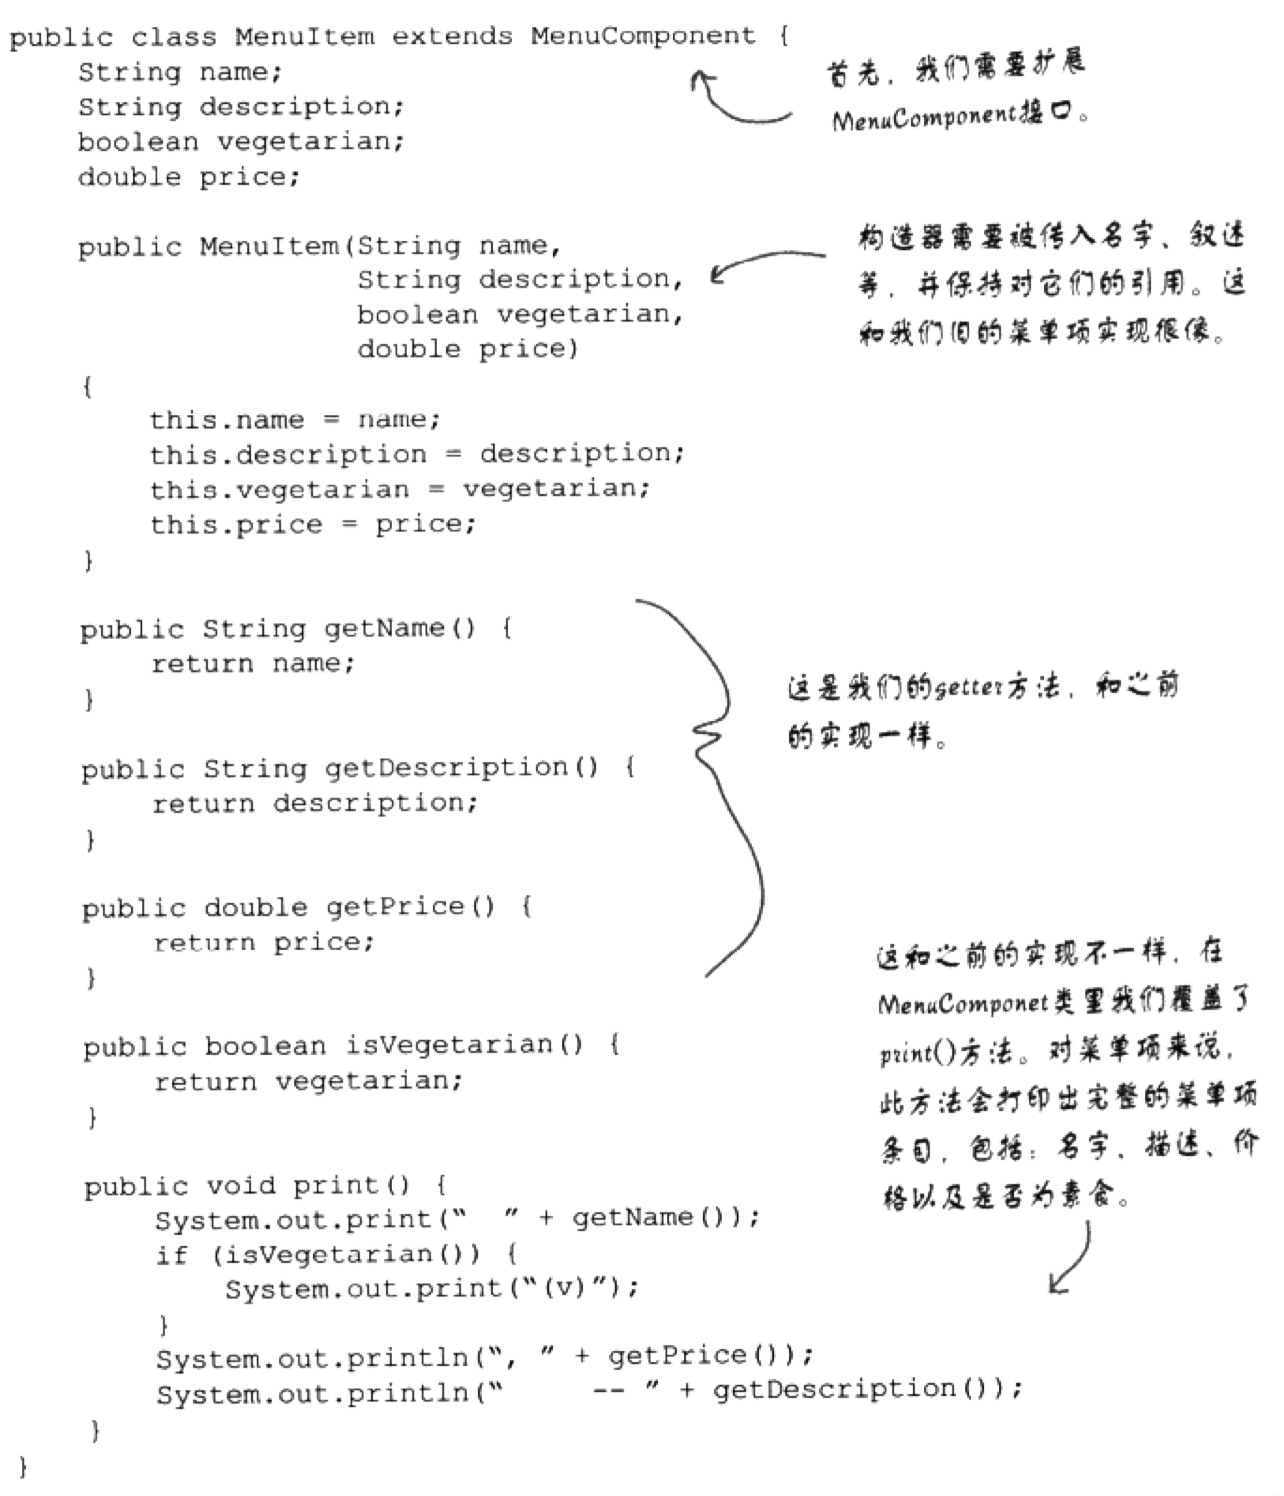 public class MenuItem extends MenuComponent {
String name;
String description;
boolean vegetarian;
double price;
首先，我们需要扩展
MenuComponent接口。
public MenuItem(String name,
String description,
boolean vegetarian,
double price)
构造器需要被传入名字、叙述
等，并保持对它们的引用。这
和我们旧的菜单项实现很像。
{
this.name = name;
this.description = description;
this.vegetarian = vegetarian;
this.price = price;
}
public String getName() {
return name;
}
public String getDescription() {
return description;
}
public double getPrice() {
return price;
}
这是我们的getter方法，和之前
的实现一样。
public boolean isVegetarian() {
return vegetarian;
}
public void print() {
System.out.print(“  ” + getName());
if (isVegetarian()) {
System.out.print(“(v)”);
}
System.out.println(“, ” + getPrice());
System.out.println(“     -- ” + getDescription());
}
}
这和之前的实现不一样，在
MenuComponet类里我们覆盖了
print()方法。对菜单项来说，
此方法会打印出完整的菜单项
条目，包括：名字、描述、价
格以及是否为素食。